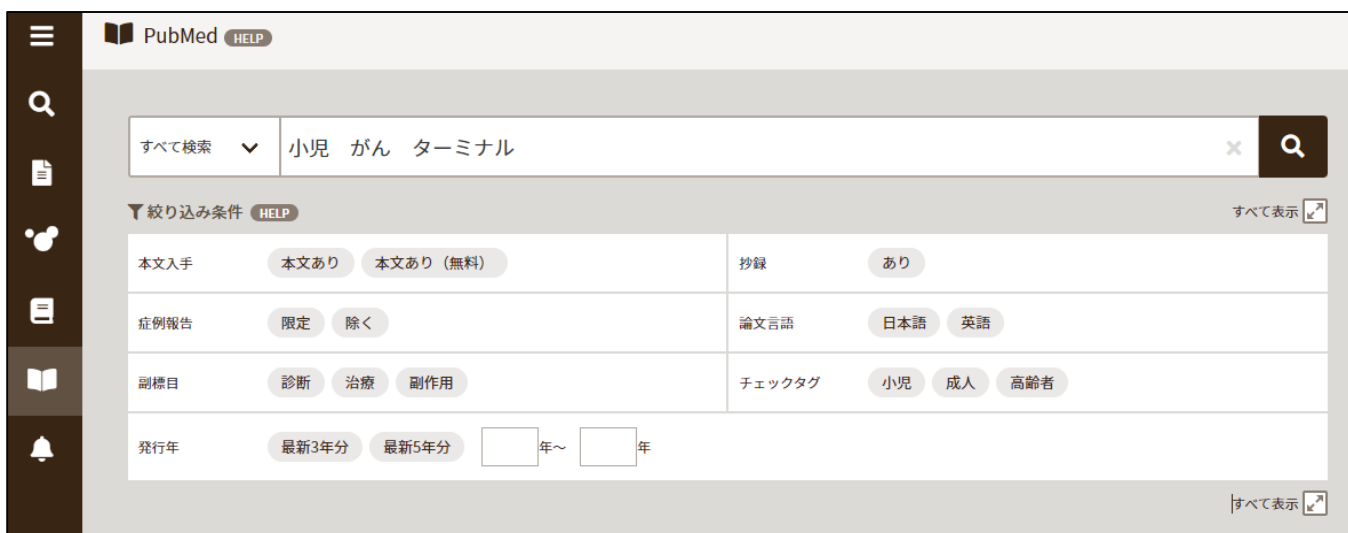 PubMed HELP
すべて検索 小児 がん ターミナル ×
絞り込み条件 HELP すべて表示
本文入手 本文あり 本文あり（無料） 抄録 あり
症例報告 限定 除く 論文言語 日本語 英語
副標目 診断 治療 副作用 チェックタグ 小児 成人 高齢者
発行年 最新3年分 最新5年分 年～ 年
すべて表示